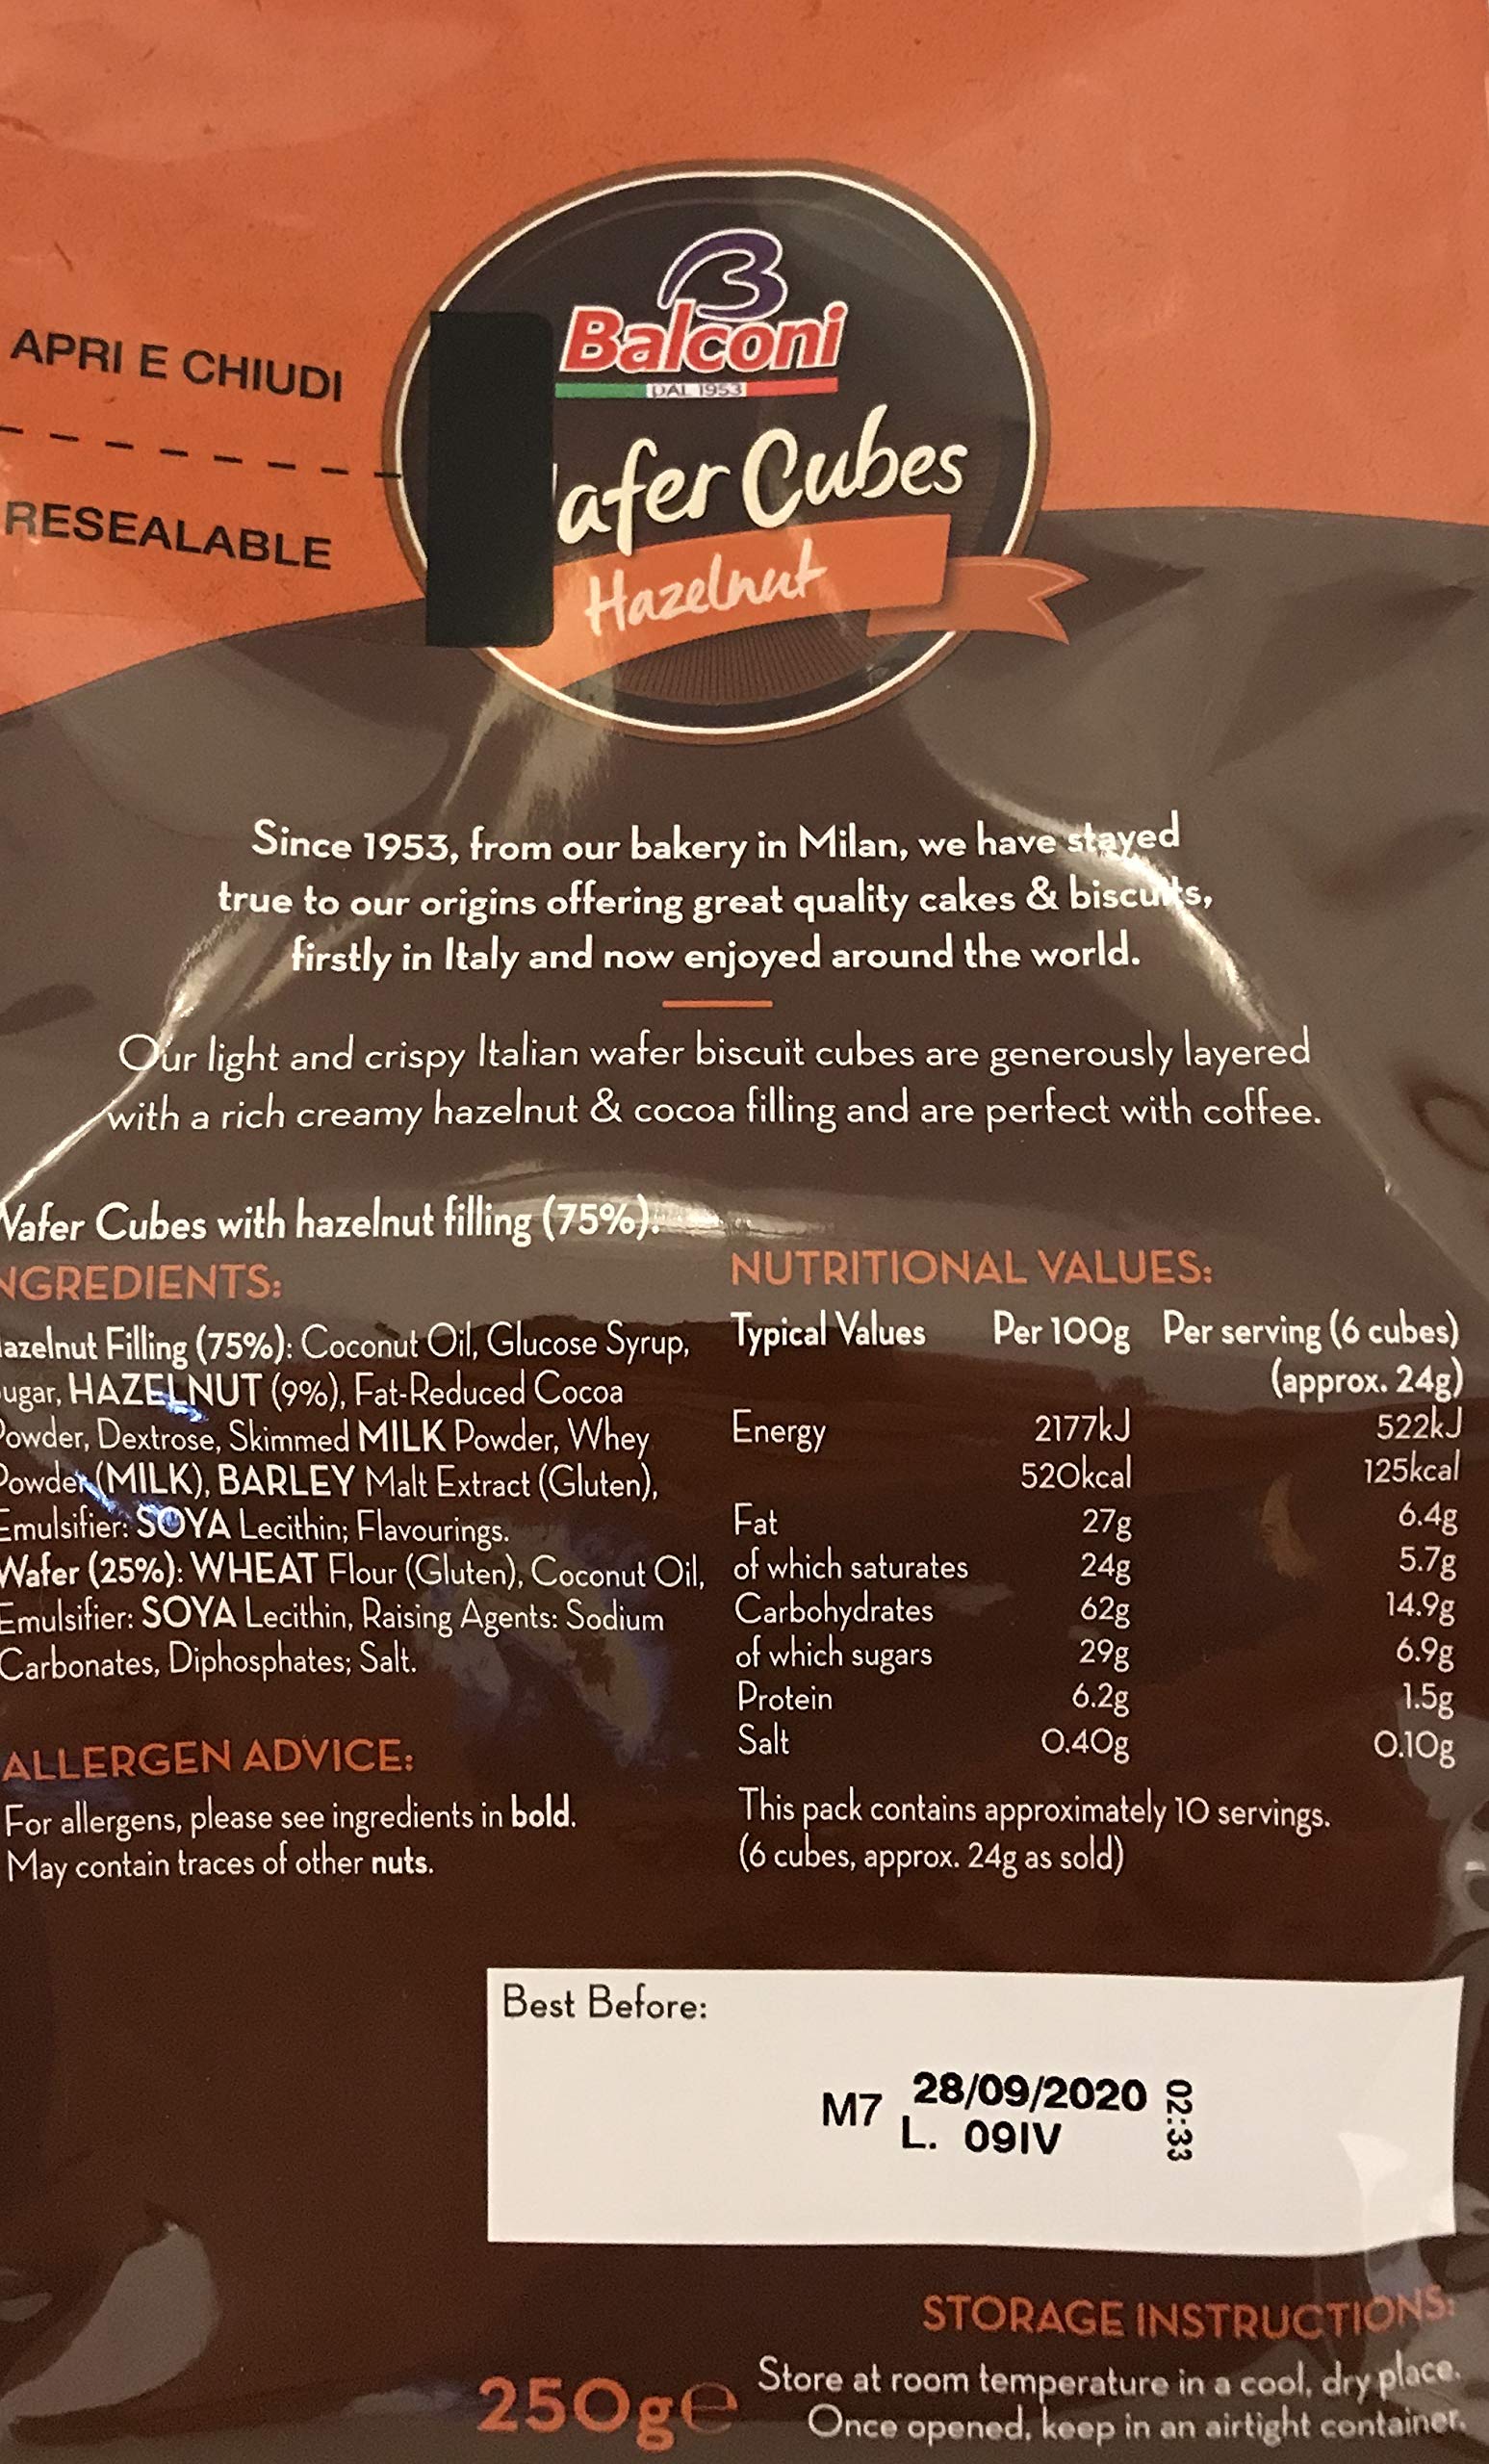 APRI E CHIUDI
RESEALABLE
Balconi
DAL 1953
afer Cubes
Hazelnut
Since 1953, from our bakery in Milan, we have stayed
true to our origins offering great quality cakes & biscuits,
firstly in Italy and now enjoyed around the world.
Our light and crispy Italian wafer biscuit cubes are generously layered
with a rich creamy hazelnut & cocoa filling and are perfect with coffee.
Wafer Cubes with hazelnut filling (75%).
NGREDIENTS:
azelnut Filling (75%): Coconut Oil, Glucose Syrup,
ugar, HAZELNUT (9%), Fat-Reduced Cocoa
Powder, Dextrose, Skimmed MILK Powder, Whey
Powder (MILK), BARLEY Malt Extract (Gluten),
Emulsifier: SOYA Lecithin; Flavourings.
Wafer (25%): WHEAT Flour (Gluten), Coconut Oil,
Emulsifier: SOYA Lecithin, Raising Agents: Sodium
Carbonates, Diphosphates; Salt.
ALLERGEN ADVICE:
For allergens, please see ingredients in bold.
May contain traces of other nuts.
NUTRITIONAL VALUES:
Typical Values Per 100g Per serving (6 cubes)
(approx. 24g)
Energy 2177kJ 522kJ
520kcal 125kcal
Fat 27g 6.4g
of which saturates 24g 5.7g
Carbohydrates 62g 14.9g
of which sugars 29g 6.9g
Protein 6.2g 1.5g
Salt 0.40g 0.10g
This pack contains approximately 10 servings.
(6 cubes, approx. 24g as sold)
Best Before:
M7 28/09/2020 02:33
L. 09IV
STORAGE INSTRUCTIONS:
Store at room temperature in a cool, dry place.
Once opened, keep in an airtight container.
250g℮